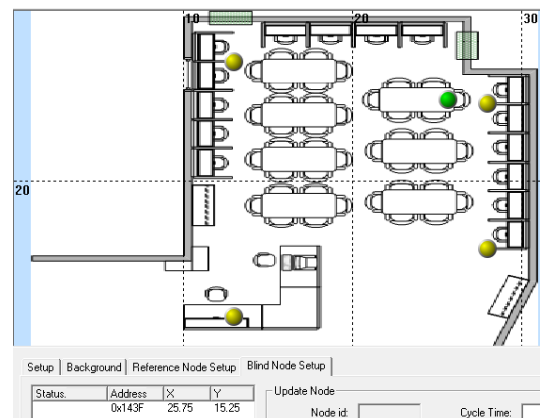 10 20 30
20
Setup Background Reference Node Setup Blind Node Setup
Status. Address X Y Update Node
0x143F 25.75 15.25 Node id: Cycle Time: